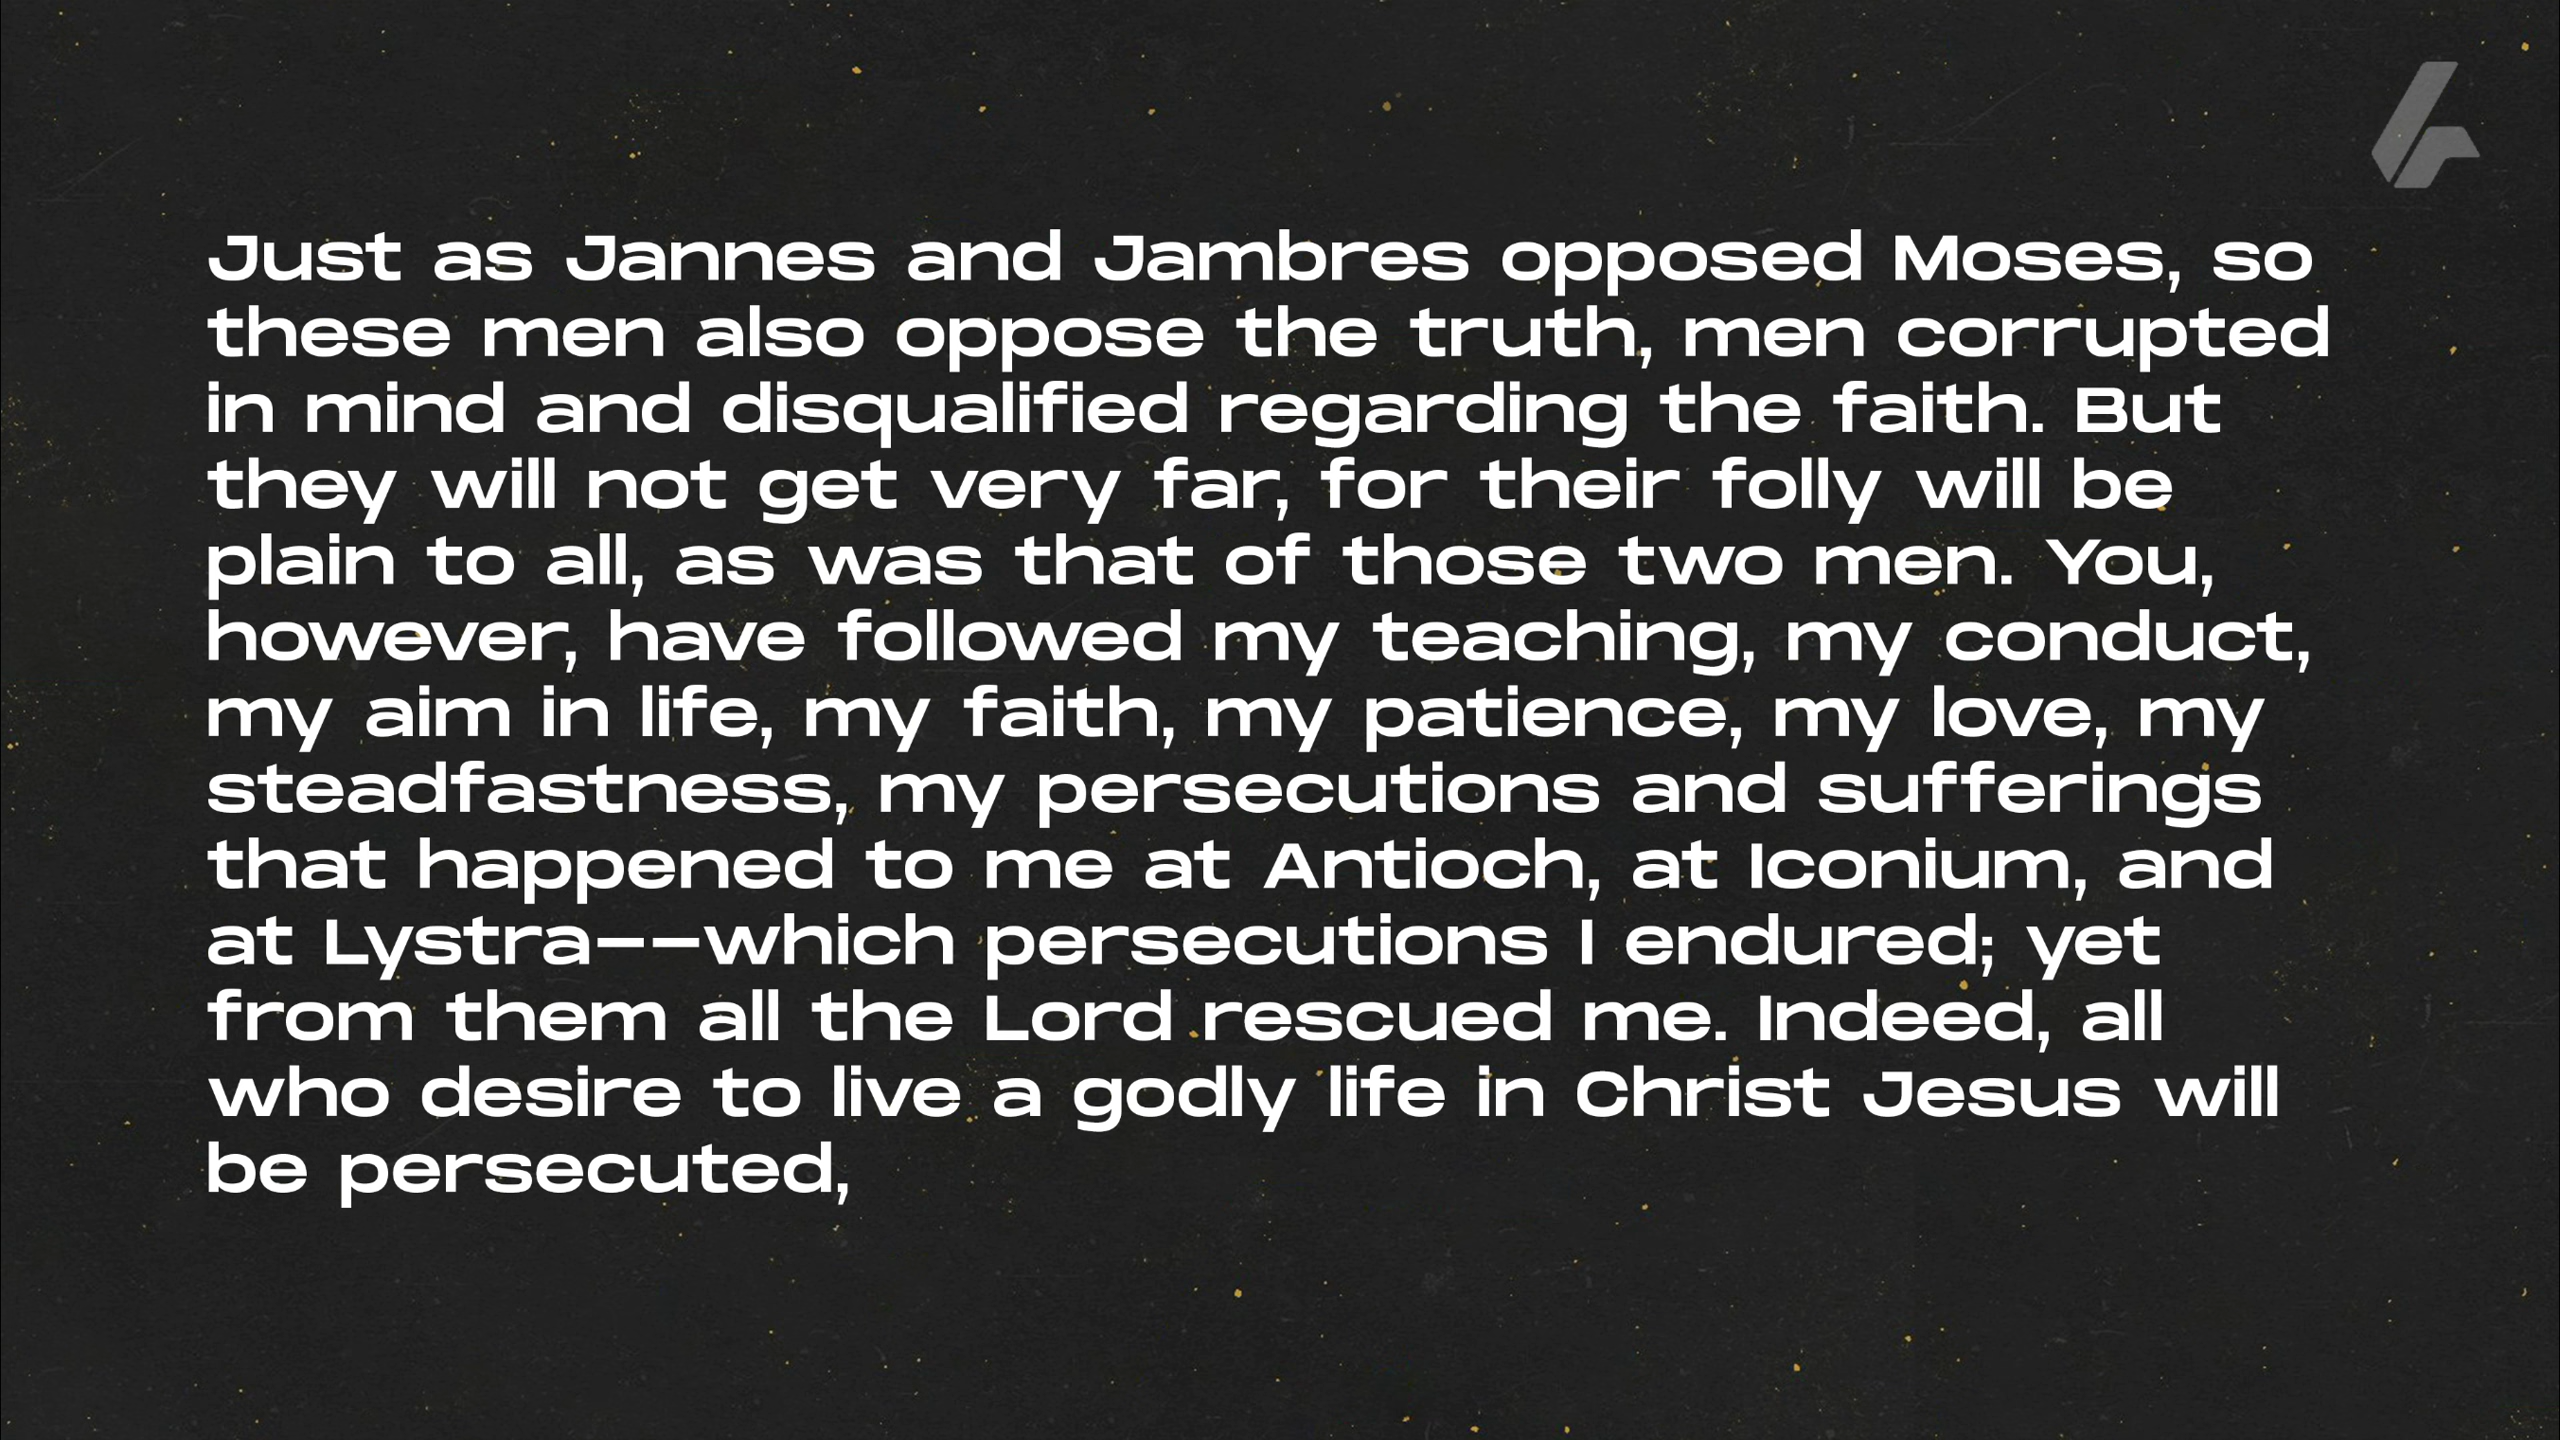 Just as Jannes and Jambres opposed Moses, so
these men also oppose the truth, men corrupted
in mind and disqualified regarding the faith. But
they will not get very far, for their folly will be
plain to all, as was that of those two men. You,
however, have followed my teaching, my conduct,
my aim in life, my faith, my patience, my love, my
steadfastness, my persecutions and sufferings
that happened to me at Antioch, at Iconium, and
at Lystra––which persecutions I endured; yet
from them all the Lord rescued me. Indeed, all
who desire to live a godly life in Christ Jesus will
be persecuted,